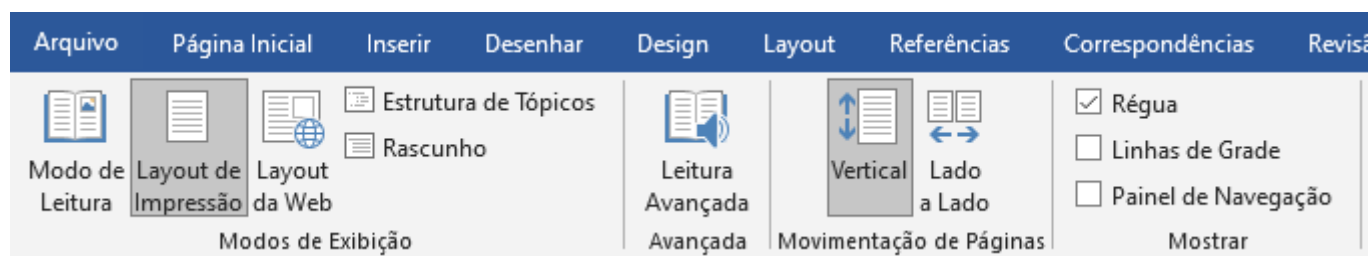 Arquivo Página Inicial Inserir Desenhar Design Layout Referências Correspondências Revisã
Modo de Leitura
Layout de Impressão
Layout da Web
Estrutura de Tópicos
Rascunho
Modos de Exibição
Leitura Avançada
Avançada
Vertical
Lado a Lado
Movimentação de Páginas
Régua
Linhas de Grade
Painel de Navegação
Mostrar